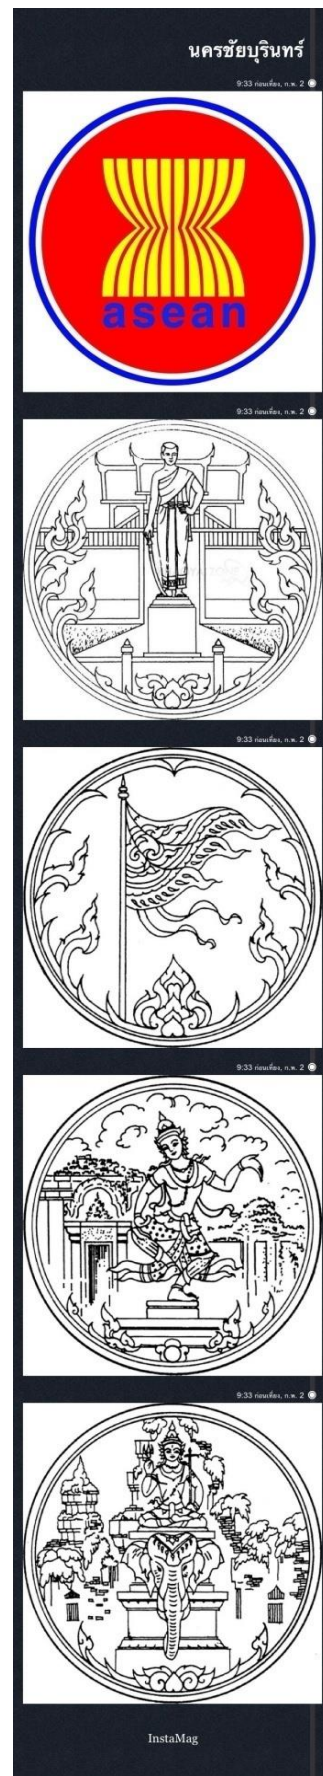 นครชัยบุรินทร์
9:33 ก่อนเที่ยง, ก.พ. 2
asean
9:33 ก่อนเที่ยง, ก.พ. 2
9:33 ก่อนเที่ยง, ก.พ. 2
9:33 ก่อนเที่ยง, ก.พ. 2
9:33 ก่อนเที่ยง, ก.พ. 2
InstaMag